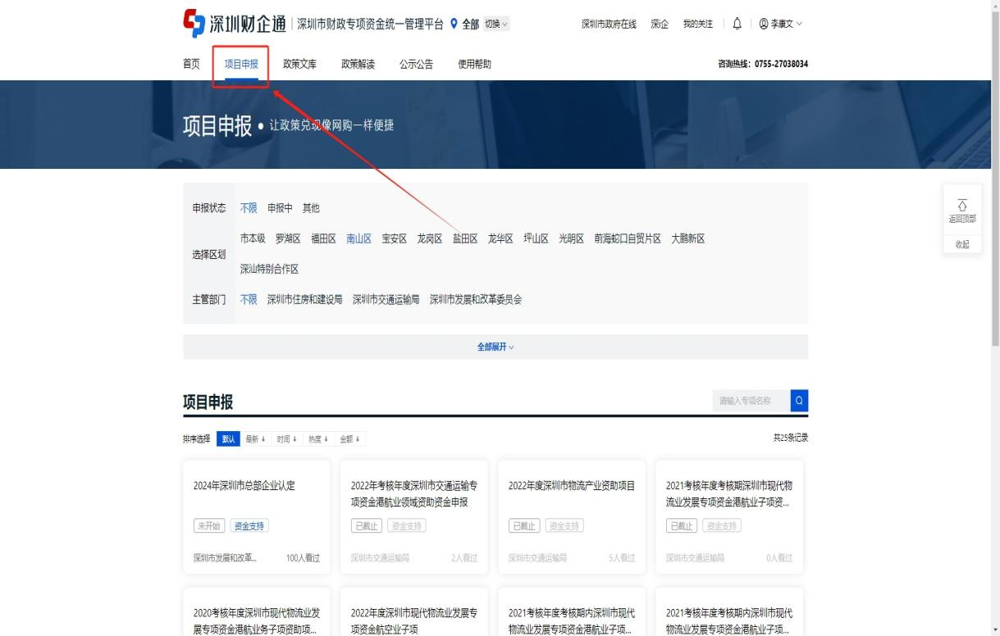 深圳财企通 深圳市财政专项资金统一管理平台 全部 切换 深圳市政府在线 深i企 我的关注 李康文
首页 项目申报 政策文库 政策解读 公示公告 使用帮助 咨询热线：0755-27038034
项目申报 • 让政策兑现像网购一样便捷
申报状态 不限 申报中 其他
选择区划 市本级 罗湖区 福田区 南山区 宝安区 龙岗区 盐田区 龙华区 坪山区 光明区 前海蛇口自贸片区 大鹏新区
深汕特别合作区
主管部门 不限 深圳市住房和建设局 深圳市交通运输局 深圳市发展和改革委员会
返回顶部
收起
全部展开
项目申报 请输入专项名称
排序选择 默认 最新 ↓ 时间 ↓ 热度 ↓ 金额 ↓ 共25条记录
2024年深圳市总部企业认定
未开始 资金支持
深圳市发展和改革... 100人看过
2022年考核年度深圳市交通运输专
项资金港航业领域资助资金申报
已截止 资金支持
深圳市交通运输局 2人看过
2022年度深圳市物流产业资助项目
已截止 资金支持
深圳市交通运输局 5人看过
2021考核年度考核期深圳市现代物
流业发展专项资金港航业子项资...
已截止 资金支持
深圳市交通运输局 0人看过
2020考核年度深圳市现代物流业发
展专项资金港航业务子项资助项...
2022年度深圳市现代物流业发展专
项资金航空业子项
2021考核年度考核期内深圳市现代
物流业发展专项资金港航业子项...
2021考核年度考核期内深圳市现代
物流业发展专项资金港航业子项...